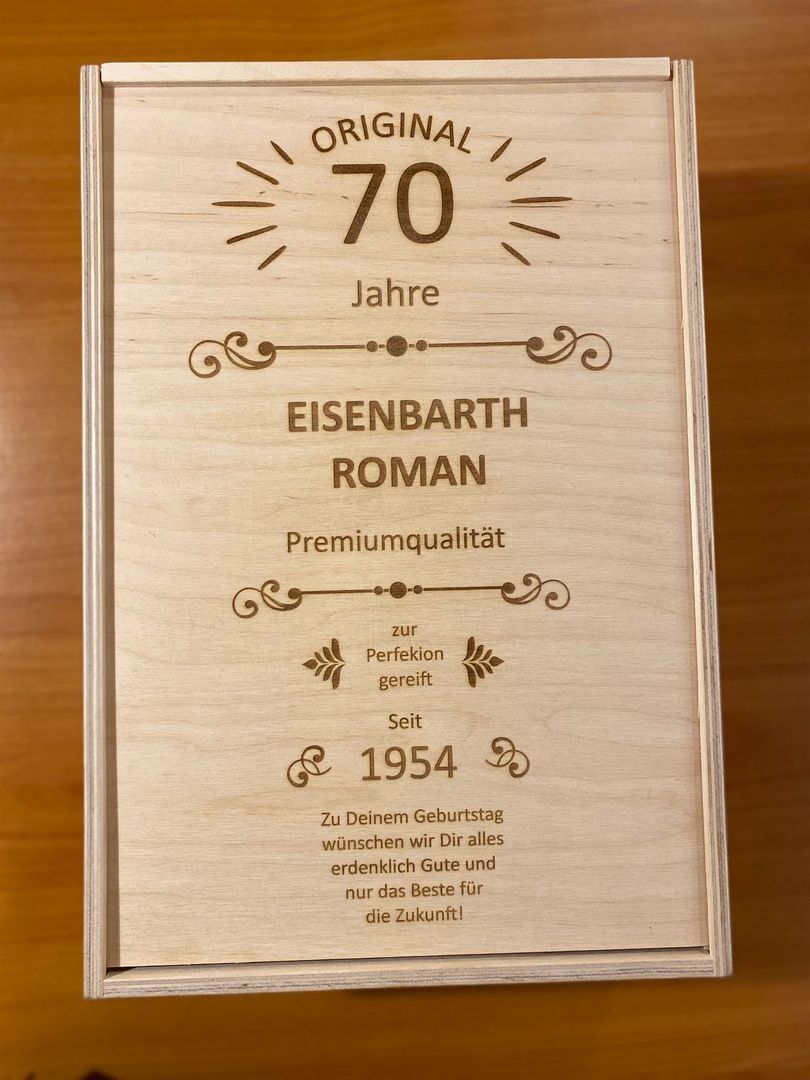 ORIGINAL
70
Jahre
EISENBARTH
ROMAN
Premiumqualität
zur
Perfekion
gereift
Seit
1954
Zu Deinem Geburtstag
wünschen wir Dir alles
erdenklich Gute und
nur das Beste für
die Zukunft!